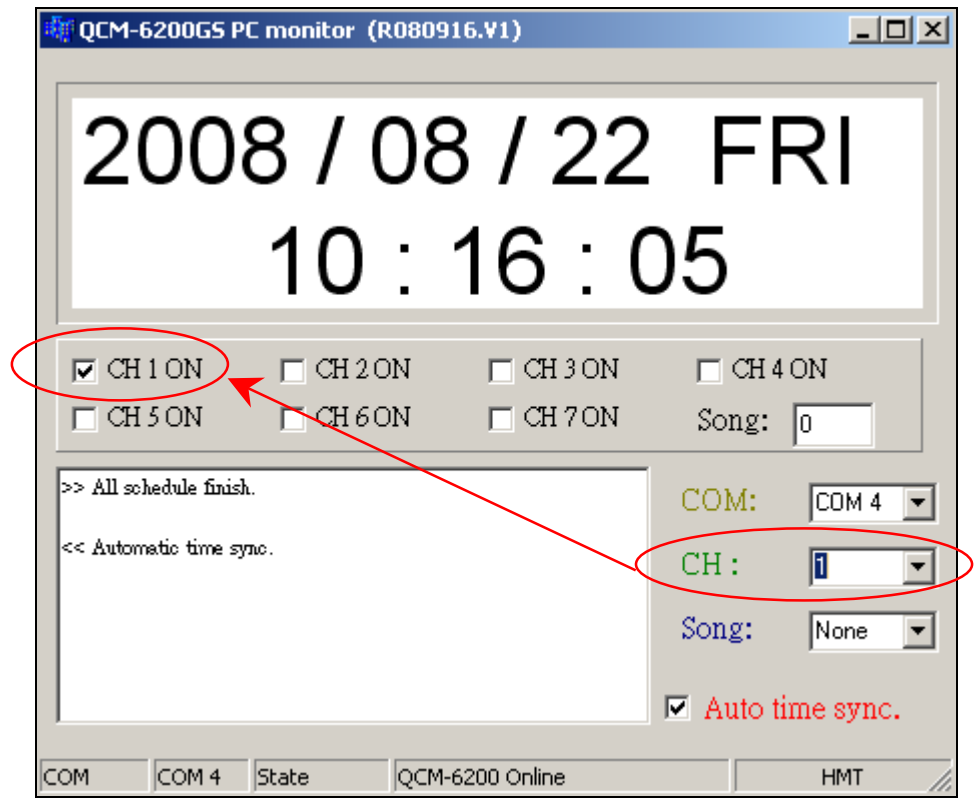 QCM-6200GS PC monitor (R080916.V1)
2008 / 08 / 22 FRI
10 : 16 : 05
CH 1 ON CH 2 ON CH 3 ON CH 4 ON
CH 5 ON CH 6 ON CH 7 ON Song: 0
>> All schedule finish.
<< Automatic time sync.
COM: COM 4
CH : 1
Song: None
Auto time sync.
COM COM 4 State QCM-6200 Online HMT